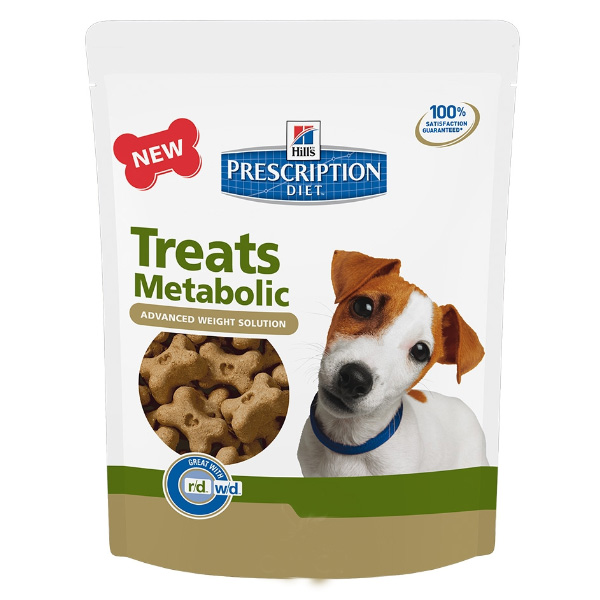 NEW
Hill's
PRESCRIPTION
DIET®
100%
SATISFACTION
GUARANTEED*
Treats
Metabolic
ADVANCED WEIGHT SOLUTION
GREAT WITH
r/d® w/d®